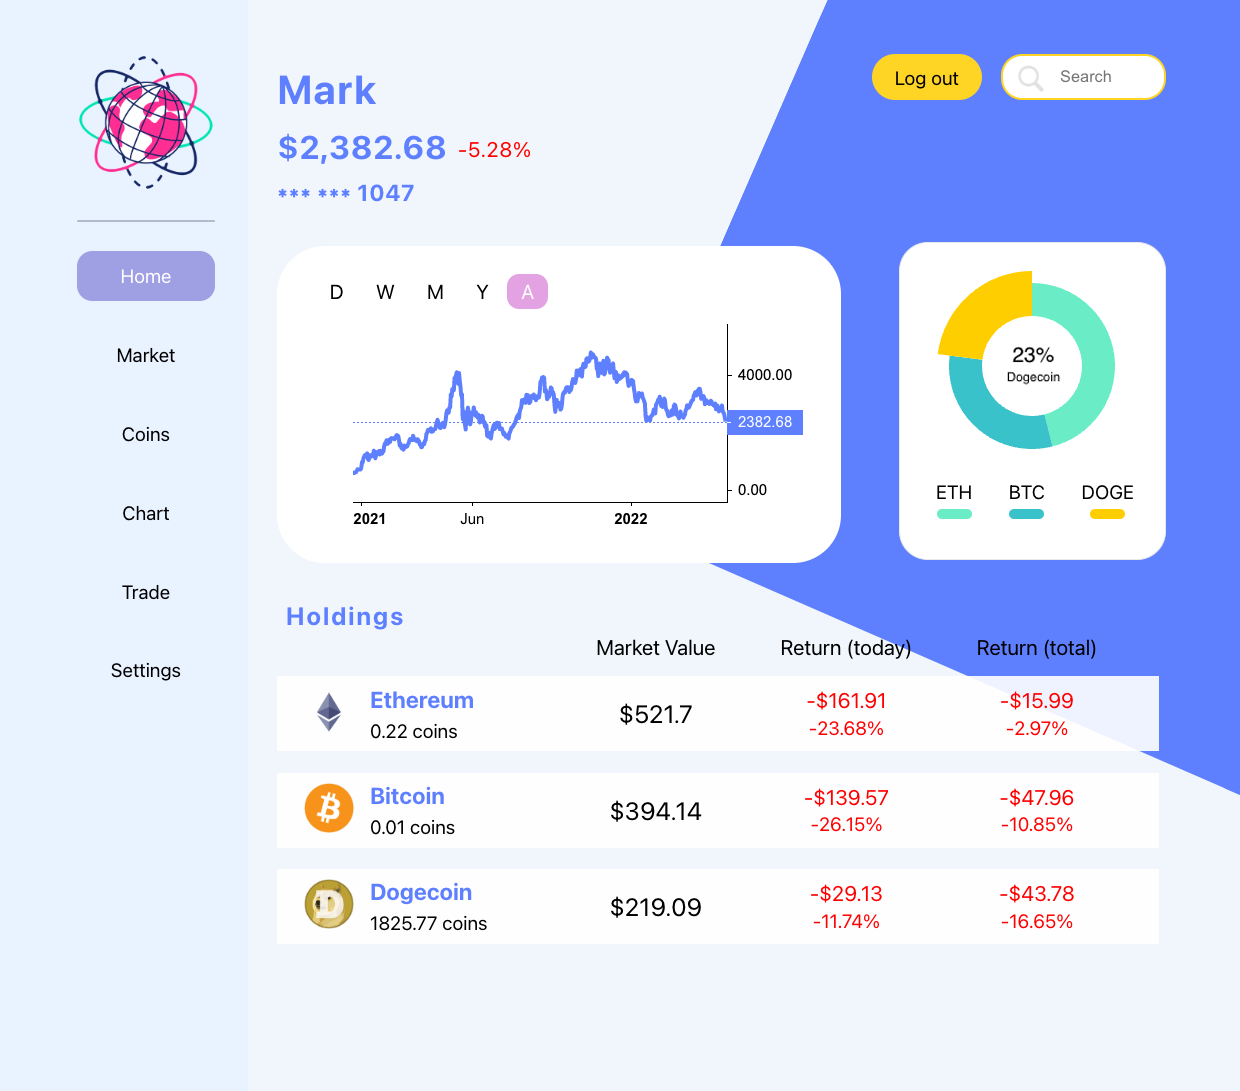 Mark
Log out
Search
$2,382.68 -5.28%
*** *** 1047
Home
Market
Coins
Chart
Trade
Settings
D W M Y A
4000.00
2382.68
0.00
2021 Jun 2022
23%
Dogecoin
ETH BTC DOGE
Holdings
Market Value Return (today) Return (total)
Ethereum
0.22 coins
$521.7
-$161.91
-23.68%
-$15.99
-2.97%
Bitcoin
0.01 coins
$394.14
-$139.57
-26.15%
-$47.96
-10.85%
Dogecoin
1825.77 coins
$219.09
-$29.13
-11.74%
-$43.78
-16.65%